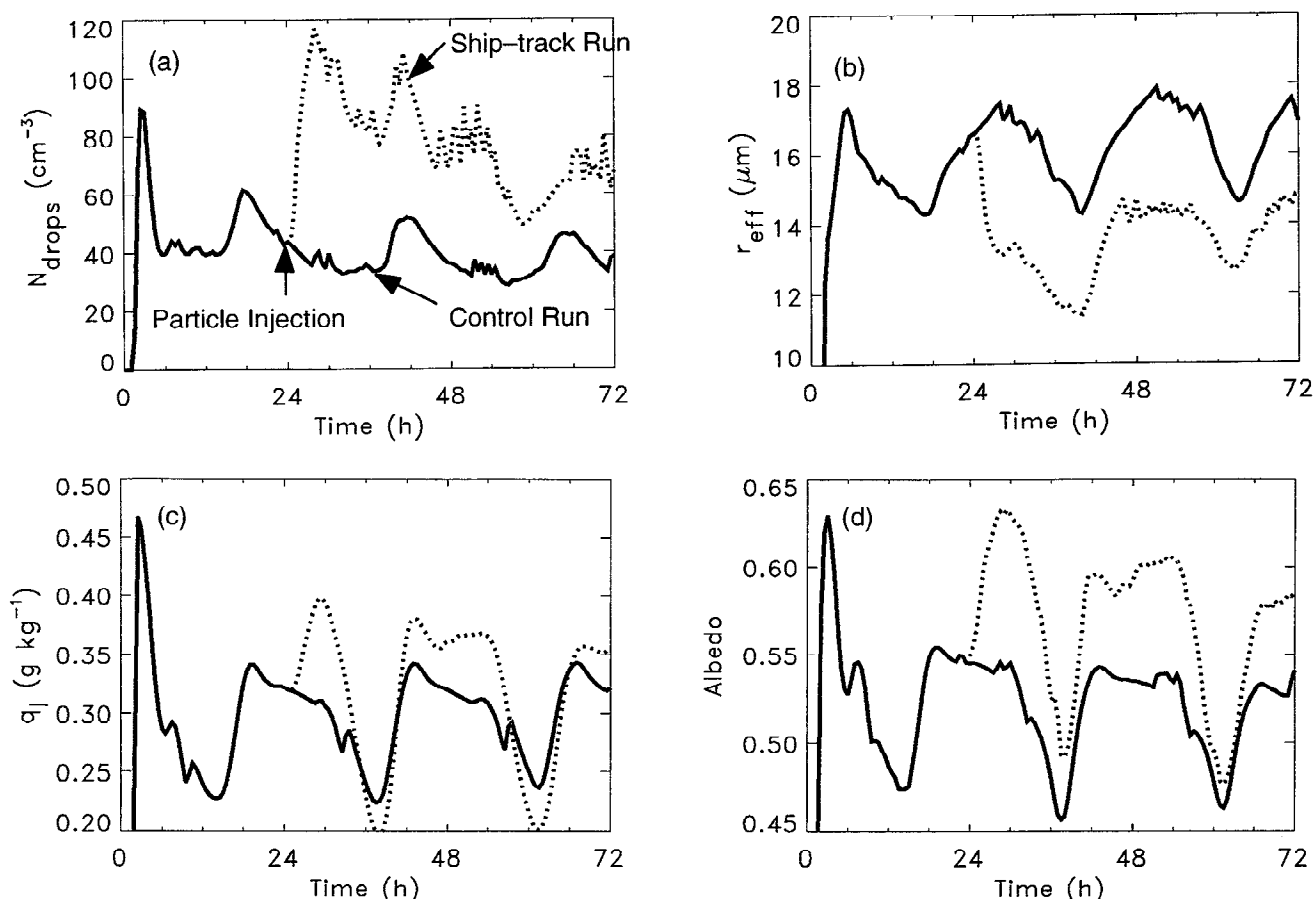 (a)
120
100
80
60
40
20
0
N_drops (cm⁻³)
Ship–track Run
Particle Injection
Control Run
0 24 48 72
Time (h)
(b)
20
18
16
14
12
10
r_eff (μm)
0 24 48 72
Time (h)
(c)
0.50
0.45
0.40
0.35
0.30
0.25
0.20
q_l (g kg⁻¹)
0 24 48 72
Time (h)
(d)
0.65
0.60
0.55
0.50
0.45
Albedo
0 24 48 72
Time (h)